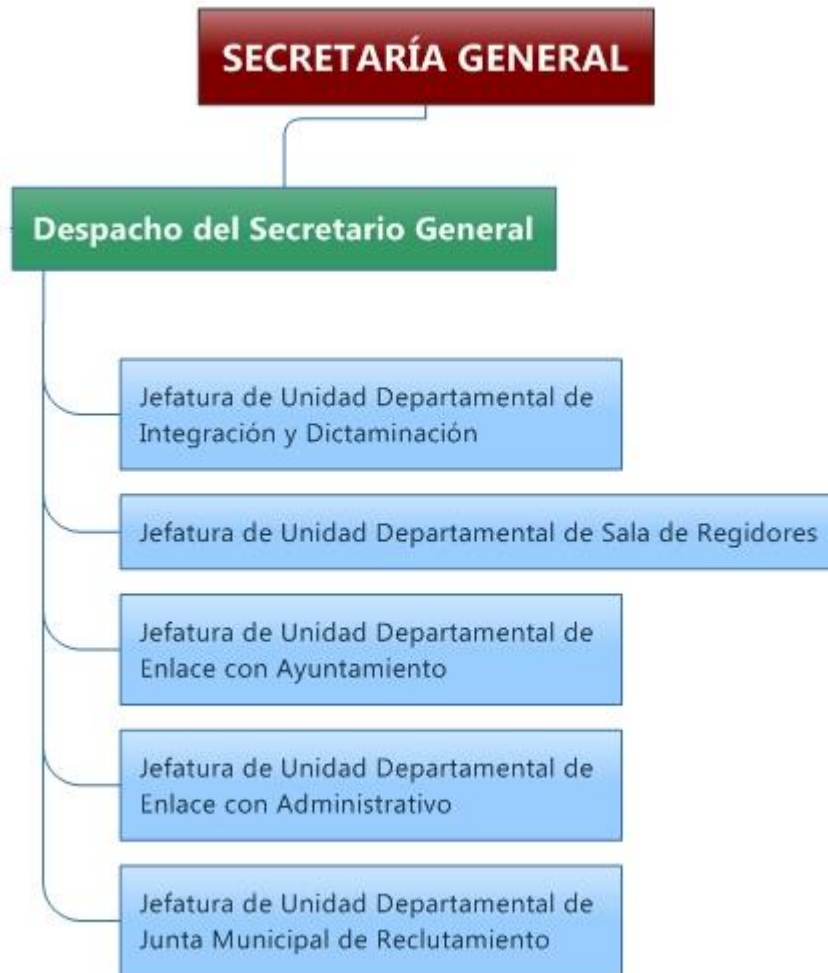 SECRETARÍA GENERAL
Despacho del Secretario General
Jefatura de Unidad Departamental de
Integración y Dictaminación
Jefatura de Unidad Departamental de Sala de Regidores
Jefatura de Unidad Departamental de
Enlace con Ayuntamiento
Jefatura de Unidad Departamental de
Enlace con Administrativo
Jefatura de Unidad Departamental de
Junta Municipal de Reclutamiento